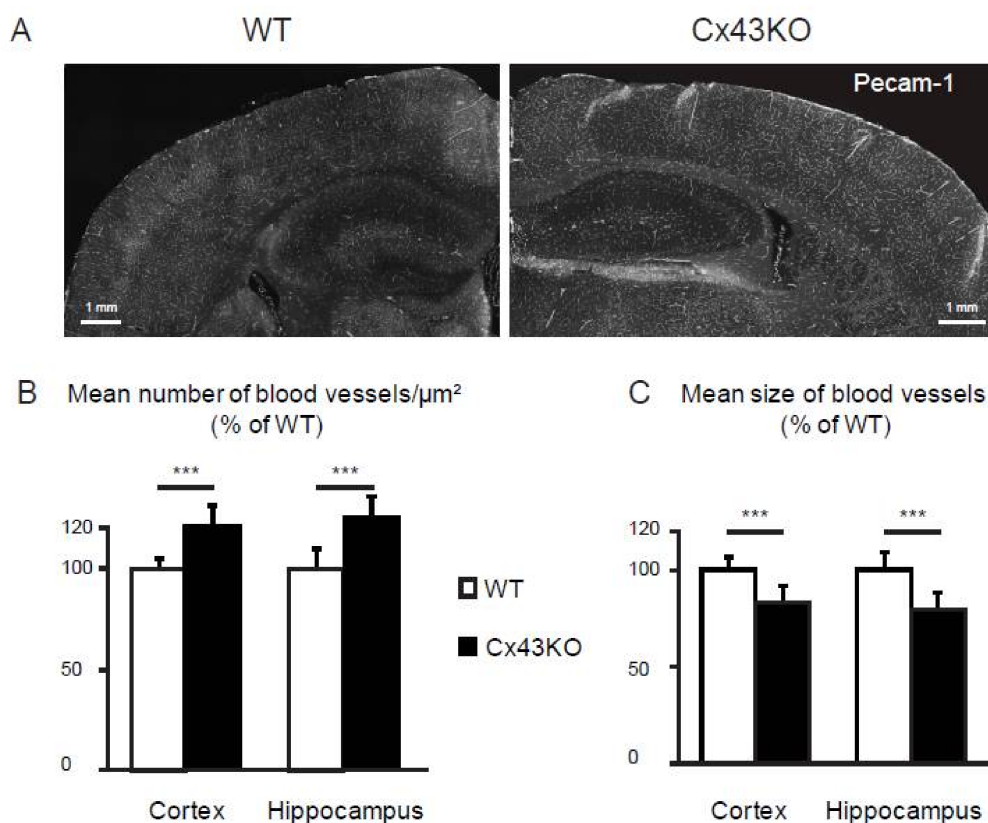 A
WT
Cx43KO
Pecam-1
1 mm
1 mm
B
Mean number of blood vessels/µm²
(% of WT)
***
***
120
100
50
0
Cortex
Hippocampus
WT
Cx43KO
C
Mean size of blood vessels
(% of WT)
***
***
120
100
50
0
Cortex
Hippocampus